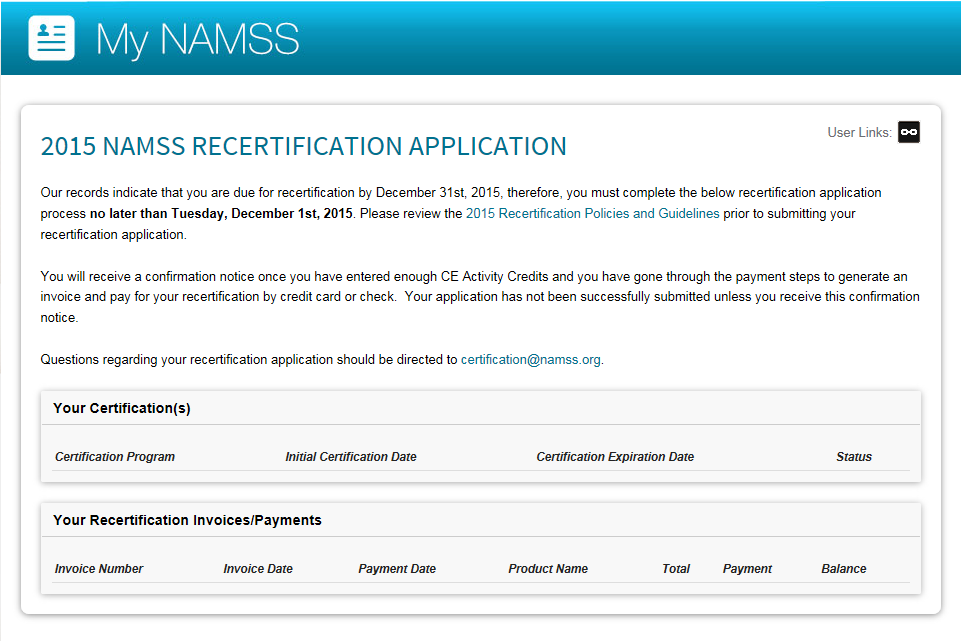 My NAMSS
User Links:
2015 NAMSS RECERTIFICATION APPLICATION
Our records indicate that you are due for recertification by December 31st, 2015, therefore, you must complete the below recertification application
process no later than Tuesday, December 1st, 2015. Please review the 2015 Recertification Policies and Guidelines prior to submitting your
recertification application.
You will receive a confirmation notice once you have entered enough CE Activity Credits and you have gone through the payment steps to generate an
invoice and pay for your recertification by credit card or check.  Your application has not been successfully submitted unless you receive this confirmation
notice.
Questions regarding your recertification application should be directed to certification@namss.org.
Your Certification(s)
Certification Program Initial Certification Date Certification Expiration Date Status
Your Recertification Invoices/Payments
Invoice Number Invoice Date Payment Date Product Name Total Payment Balance